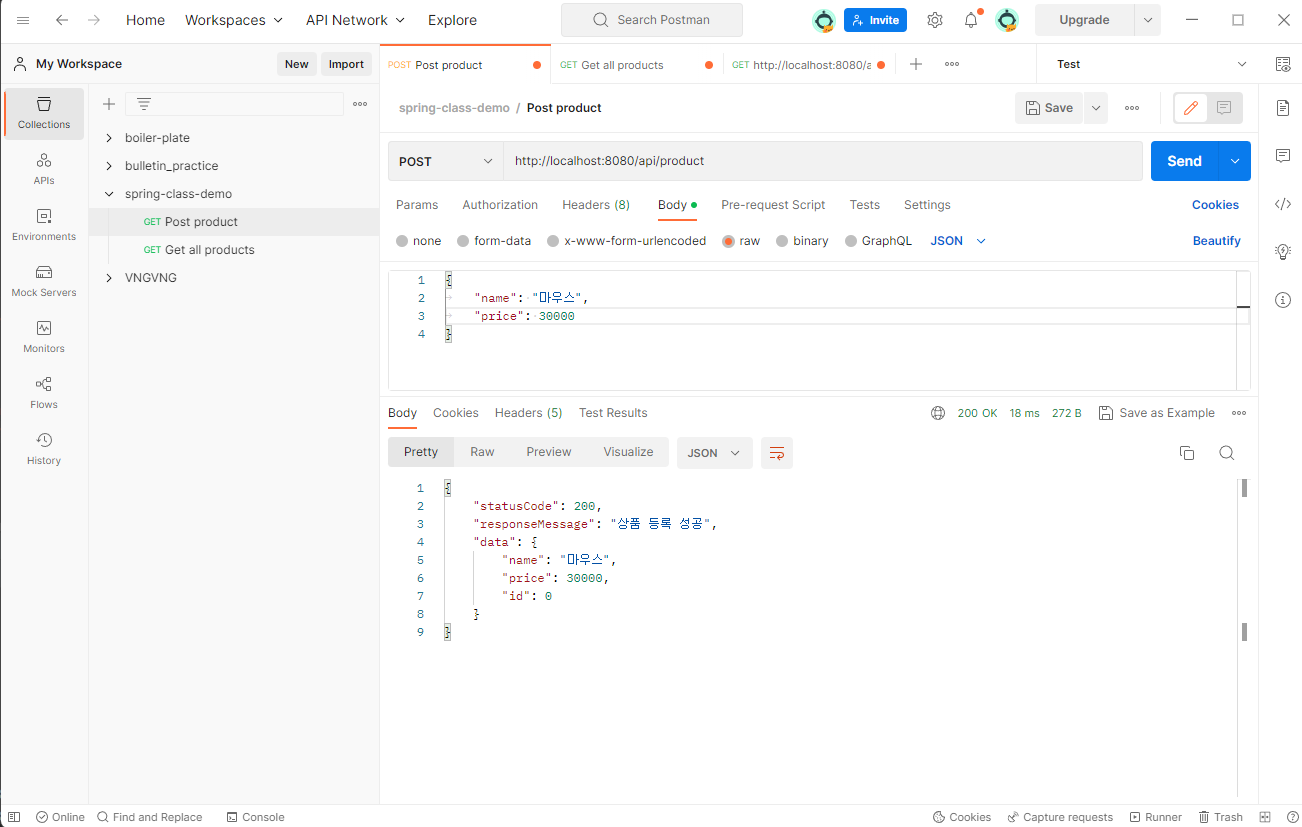 Home Workspaces API Network Explore Search Postman Invite Upgrade
My Workspace New Import POST Post product GET Get all products GET http://localhost:8080/a Test
spring-class-demo / Post product Save
Collections
APIs
Environments
Mock Servers
Monitors
Flows
History
boiler-plate
bulletin_practice
spring-class-demo
GET Post product
GET Get all products
VNGVNG
POST http://localhost:8080/api/product Send
Params Authorization Headers (8) Body Pre-request Script Tests Settings Cookies
none form-data x-www-form-urlencoded raw binary GraphQL JSON Beautify
1 {
2 "name": "마우스",
3 "price": 30000
4 }
Body Cookies Headers (5) Test Results 200 OK 18 ms 272 B Save as Example
Pretty Raw Preview Visualize JSON
1 {
2 "statusCode": 200,
3 "responseMessage": "상품 등록 성공",
4 "data": {
5 "name": "마우스",
6 "price": 30000,
7 "id": 0
8 }
9 }
Online Find and Replace Console Cookies Capture requests Runner Trash